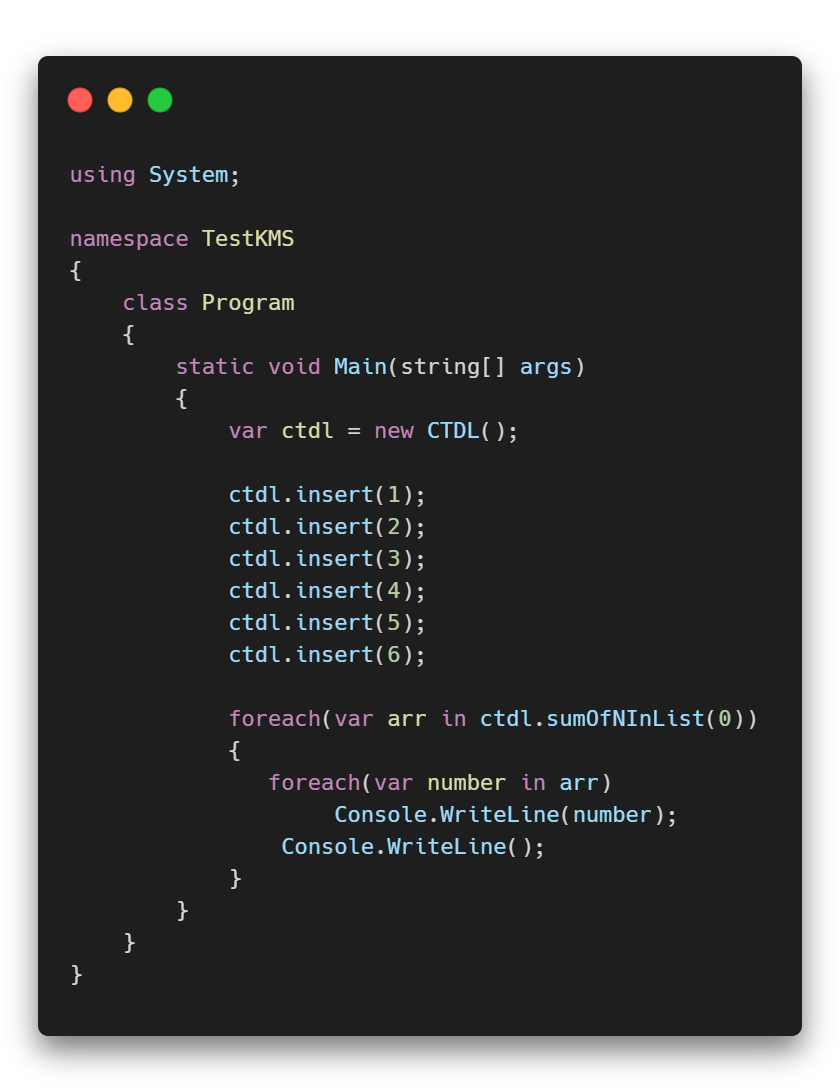 using System;

namespace TestKMS
{
    class Program
    {
        static void Main(string[] args)
        {
            var ctdl = new CTDL();

            ctdl.insert(1);
            ctdl.insert(2);
            ctdl.insert(3);
            ctdl.insert(4);
            ctdl.insert(5);
            ctdl.insert(6);

            foreach(var arr in ctdl.sumOfNInList(0))
            {
               foreach(var number in arr)
                    Console.WriteLine(number);
                Console.WriteLine();
            }
        }
    }
}